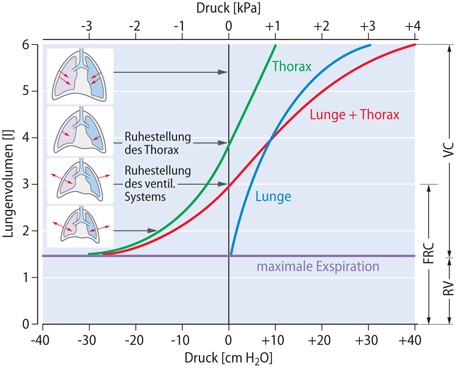 Druck [kPa]
-3 -2 -1 0 +1 +2 +3 +4
Lungenvolumen [l]
6
5
4
3
2
1
0
Thorax
Lunge + Thorax
Lunge
Ruhestellung
des Thorax
Ruhestellung
des ventil.
Systems
maximale Exspiration
VC
FRC
RV
-40 -30 -20 -10 0 +10 +20 +30 +40
Druck [cm H₂O]